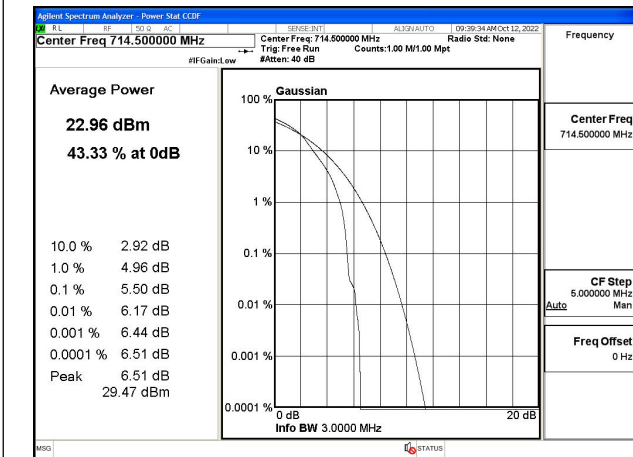 Agilent Spectrum Analyzer - Power Stat CCDF
RL RF 50 Ω AC SENSE:INT ALIGN AUTO 09:39:34 AM Oct 12, 2022
Center Freq 714.500000 MHz
Center Freq: 714.500000 MHz Radio Std: None
Trig: Free Run Counts:1.00 M/1.00 Mpt
#IFGain:Low #Atten: 40 dB
Frequency
Average Power
22.96 dBm
43.33 % at 0dB
10.0 % 2.92 dB
1.0 % 4.96 dB
0.1 % 5.50 dB
0.01 % 6.17 dB
0.001 % 6.44 dB
0.0001 % 6.51 dB
Peak 6.51 dB
29.47 dBm
Gaussian
100 %
10 %
1 %
0.1 %
0.01 %
0.001 %
0.0001 %
0 dB 20 dB
Info BW 3.0000 MHz
Center Freq
714.500000 MHz
CF Step
5.000000 MHz
Auto Man
Freq Offset
0 Hz
MSG STATUS